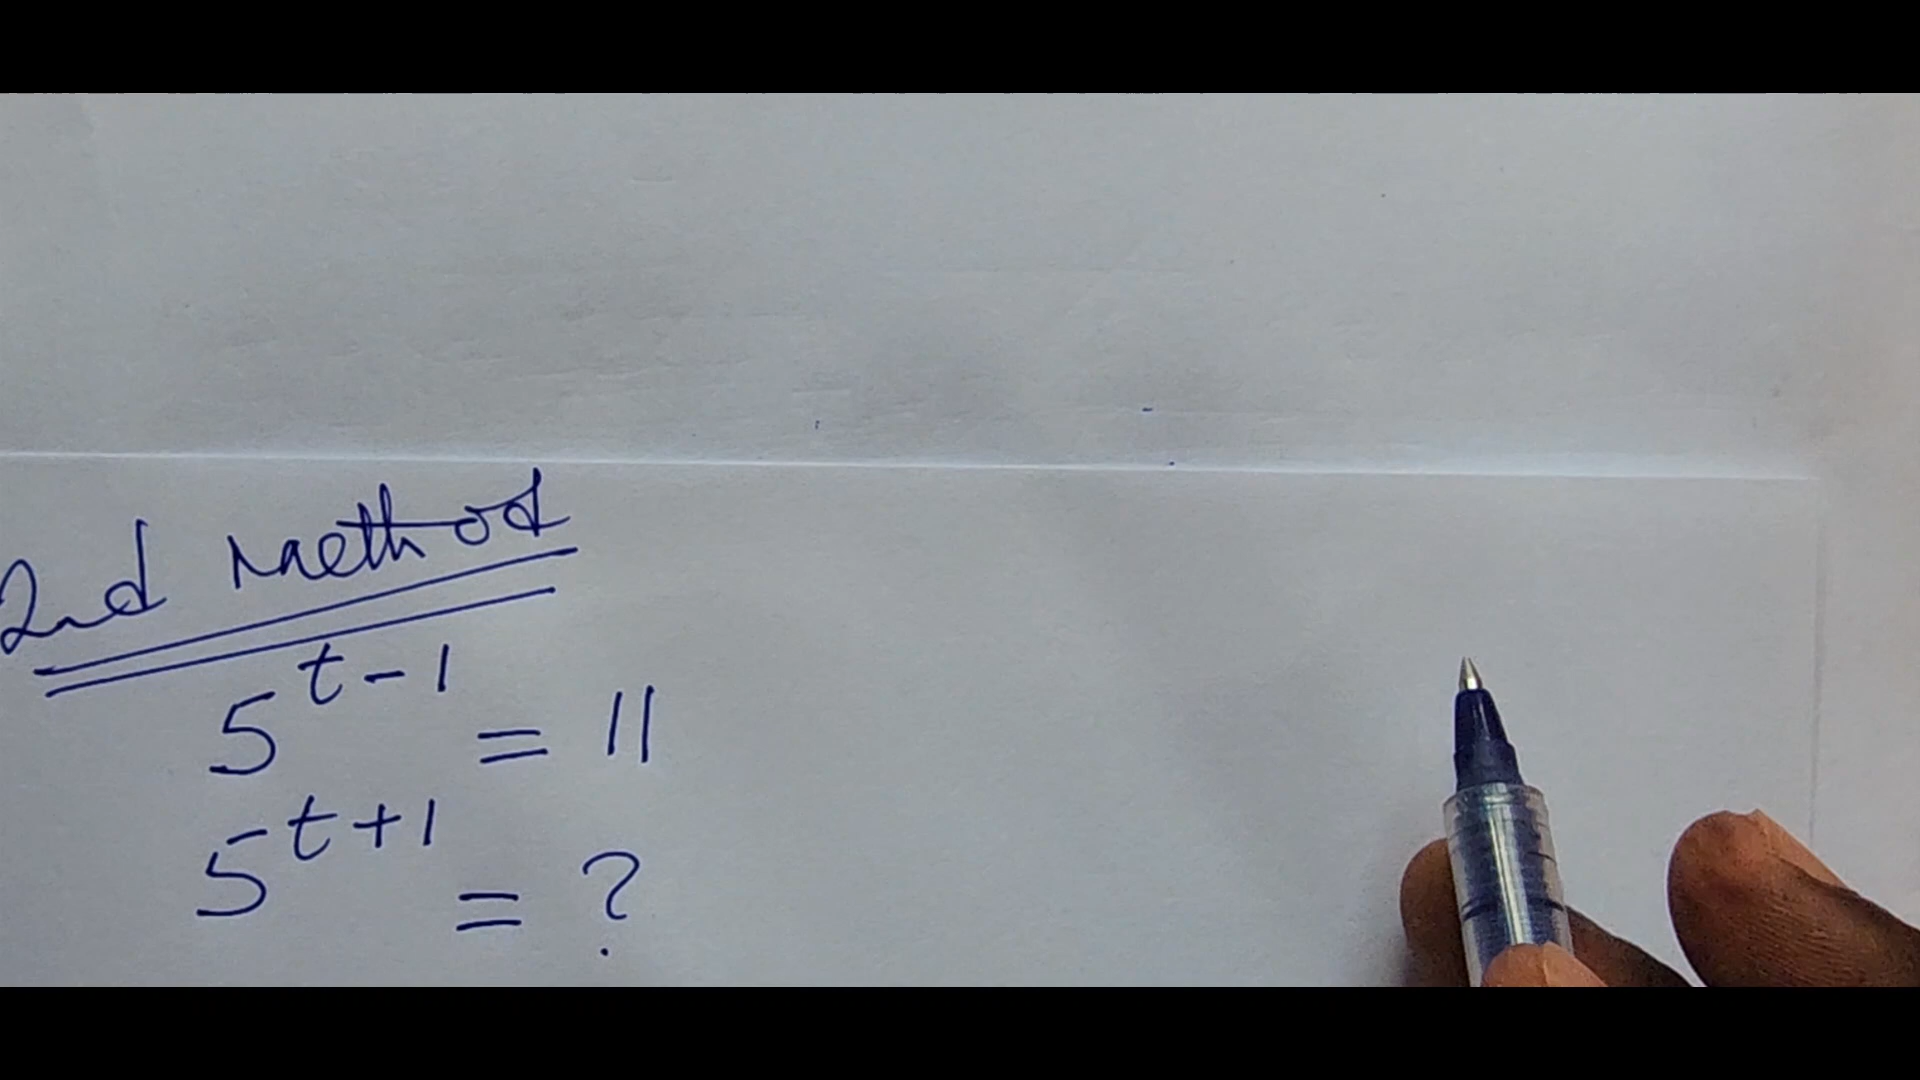 2nd Method
5^{t-1} = 11
5^{t+1} = ?